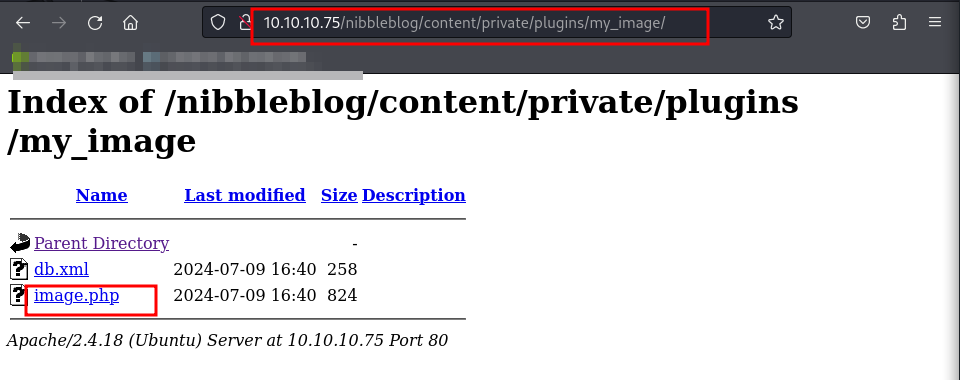 10.10.10.75/nibbleblog/content/private/plugins/my_image/
Index of /nibbleblog/content/private/plugins
/my_image
Name Last modified Size Description
Parent Directory -
db.xml 2024-07-09 16:40 258
image.php 2024-07-09 16:40 824
Apache/2.4.18 (Ubuntu) Server at 10.10.10.75 Port 80